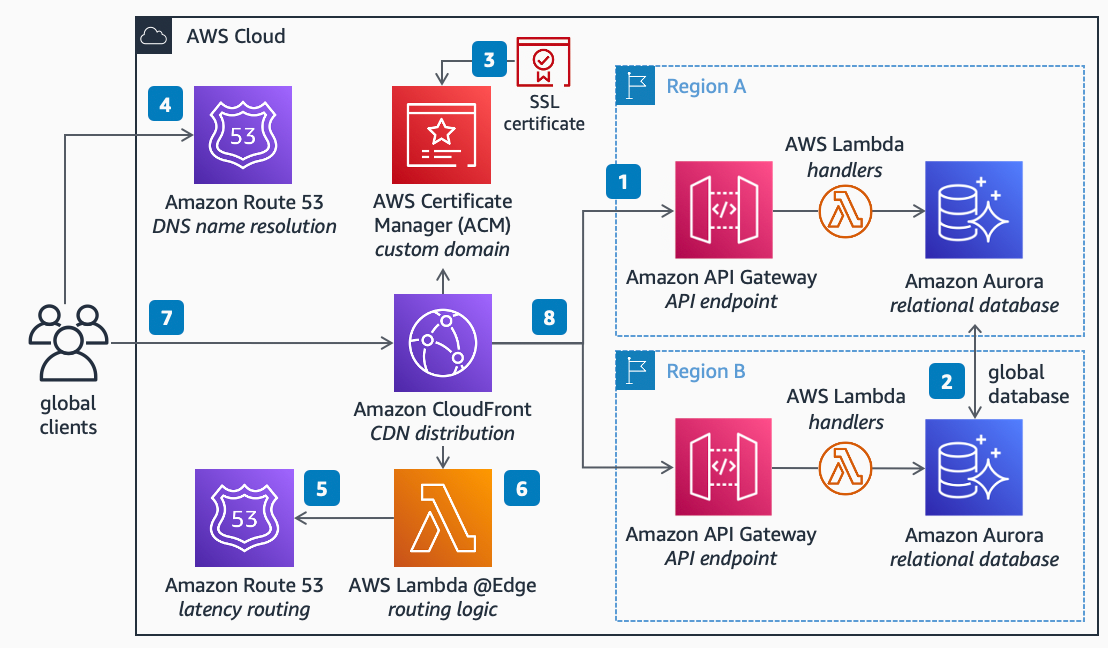 AWS Cloud
3
SSL
certificate
4
53
Amazon Route 53
DNS name resolution
AWS Certificate
Manager (ACM)
custom domain
Region A
1
AWS Lambda
handlers
</>
Amazon API Gateway
API endpoint
Amazon Aurora
relational database
7
global
clients
8
Amazon CloudFront
CDN distribution
2
global
database
Region B
AWS Lambda
handlers
</>
Amazon API Gateway
API endpoint
Amazon Aurora
relational database
5
6
53
Amazon Route 53
latency routing
AWS Lambda @Edge
routing logic